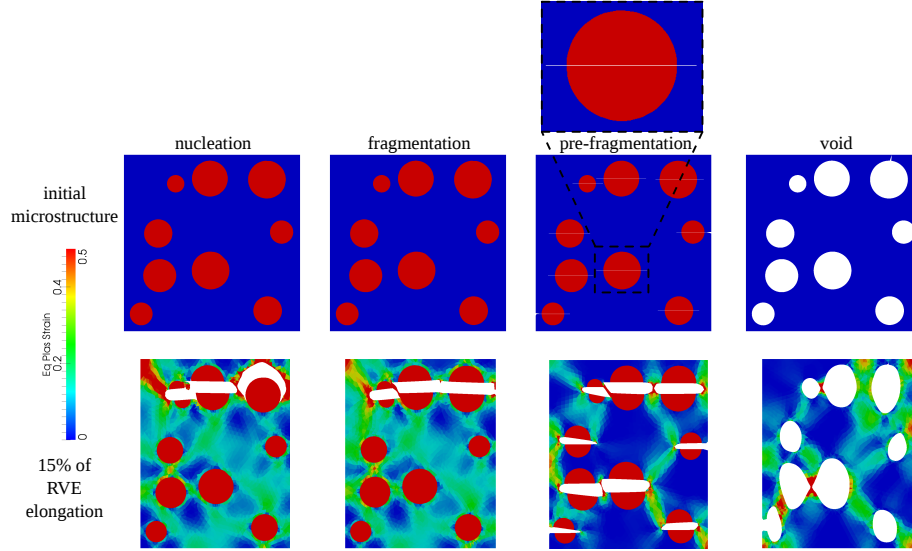 nucleation
fragmentation
pre-fragmentation
void
initial
microstructure
0.5
0.4
Eq Plas Strain
0.2
0
15% of
RVE
elongation